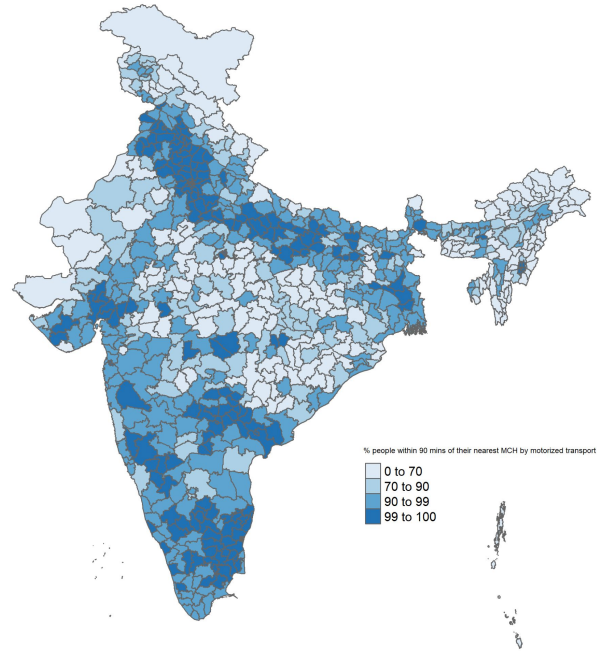 % people within 90 mins of their nearest MCH by motorized transport
0 to 70
70 to 90
90 to 99
99 to 100